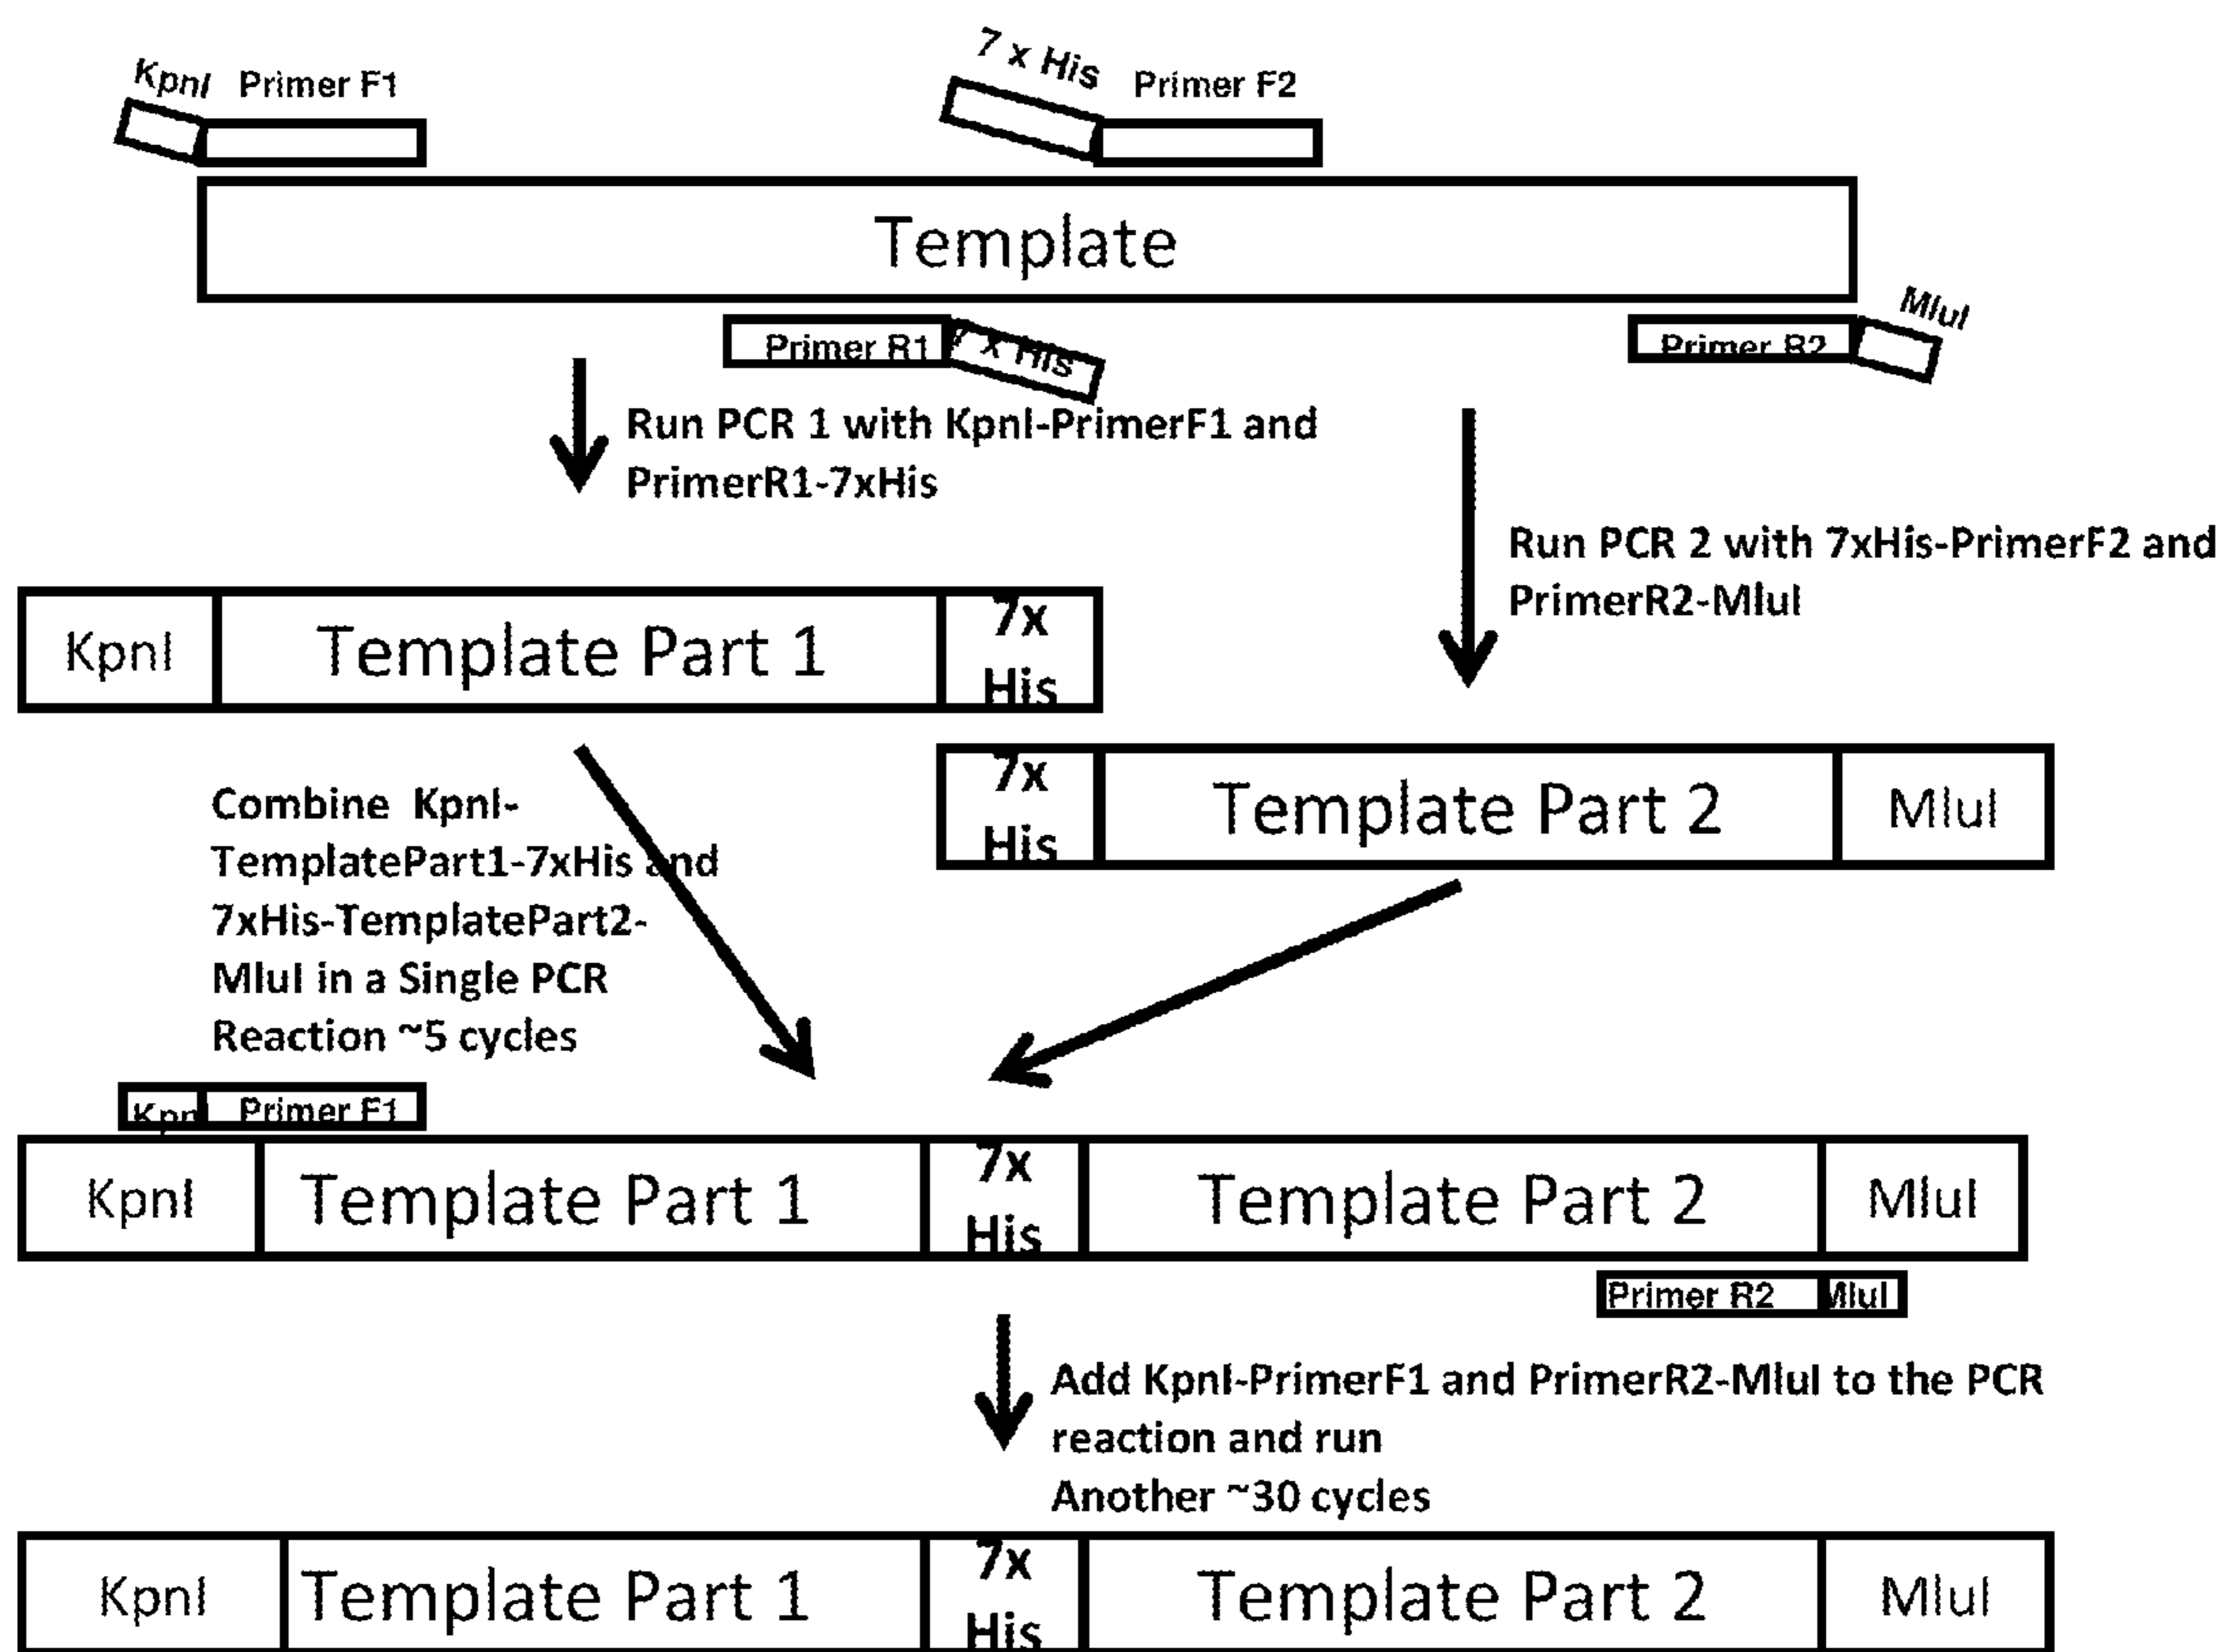 KpnI Primer F1
7 x His Primer F2
Template
Primer R1 7 x His
Primer R2
MluI
Run PCR 1 with KpnI-PrimerF1 and
PrimerR1-7xHis
Run PCR 2 with 7xHis-PrimerF2 and
PrimerR2-MluI
KpnI Template Part 1 7x
His
7x
His Template Part 2 MluI
Combine KpnI-
TemplatePart1-7xHis and
7xHis-TemplatePart2-
MluI in a Single PCR
Reaction ~5 cycles
KpnI Primer F1
KpnI Template Part 1 7x
His Template Part 2 MluI
Primer R2 MluI
Add KpnI-PrimerF1 and PrimerR2-MluI to the PCR
reaction and run
Another ~30 cycles
KpnI Template Part 1 7x
His Template Part 2 MluI